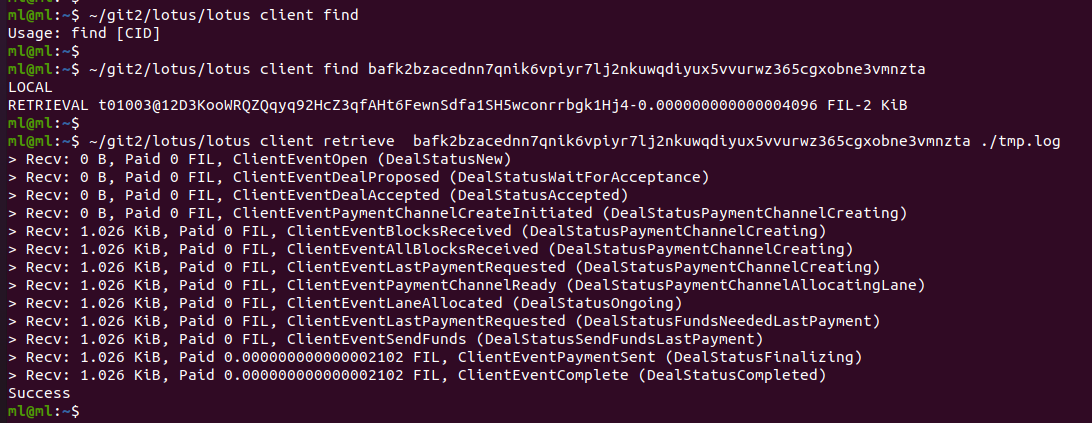 ml@ml:~$ ~/git2/lotus/lotus client find
Usage: find [CID]
ml@ml:~$
ml@ml:~$ ~/git2/lotus/lotus client find bafk2bzacednn7qnik6vpiyr7lj2nkuwqdiyux5vvurwz365cgxobne3vmnzta
LOCAL
RETRIEVAL t01003@12D3KooWRQZQqyq92HcZ3qfAHt6FewnSdfa1SH5wconrrbgk1Hj4-0.000000000000004096 FIL-2 KiB
ml@ml:~$
ml@ml:~$ ~/git2/lotus/lotus client retrieve  bafk2bzacednn7qnik6vpiyr7lj2nkuwqdiyux5vvurwz365cgxobne3vmnzta ./tmp.log
> Recv: 0 B, Paid 0 FIL, ClientEventOpen (DealStatusNew)
> Recv: 0 B, Paid 0 FIL, ClientEventDealProposed (DealStatusWaitForAcceptance)
> Recv: 0 B, Paid 0 FIL, ClientEventDealAccepted (DealStatusAccepted)
> Recv: 0 B, Paid 0 FIL, ClientEventPaymentChannelCreateInitiated (DealStatusPaymentChannelCreating)
> Recv: 1.026 KiB, Paid 0 FIL, ClientEventBlocksReceived (DealStatusPaymentChannelCreating)
> Recv: 1.026 KiB, Paid 0 FIL, ClientEventAllBlocksReceived (DealStatusPaymentChannelCreating)
> Recv: 1.026 KiB, Paid 0 FIL, ClientEventLastPaymentRequested (DealStatusPaymentChannelCreating)
> Recv: 1.026 KiB, Paid 0 FIL, ClientEventPaymentChannelReady (DealStatusPaymentChannelAllocatingLane)
> Recv: 1.026 KiB, Paid 0 FIL, ClientEventLaneAllocated (DealStatusOngoing)
> Recv: 1.026 KiB, Paid 0 FIL, ClientEventLastPaymentRequested (DealStatusFundsNeededLastPayment)
> Recv: 1.026 KiB, Paid 0 FIL, ClientEventSendFunds (DealStatusSendFundsLastPayment)
> Recv: 1.026 KiB, Paid 0.000000000000002102 FIL, ClientEventPaymentSent (DealStatusFinalizing)
> Recv: 1.026 KiB, Paid 0.000000000000002102 FIL, ClientEventComplete (DealStatusCompleted)
Success
ml@ml:~$